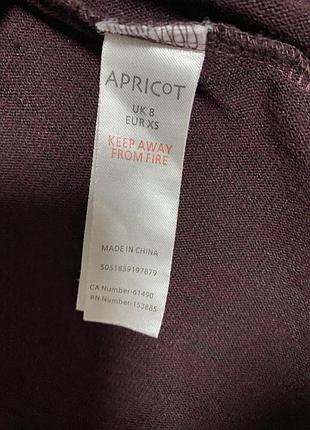 APRICOT
UK 8
EUR XS
KEEP AWAY
FROM FIRE
MADE IN CHINA
5051839197879
CA Number-61490
RN Number-153885